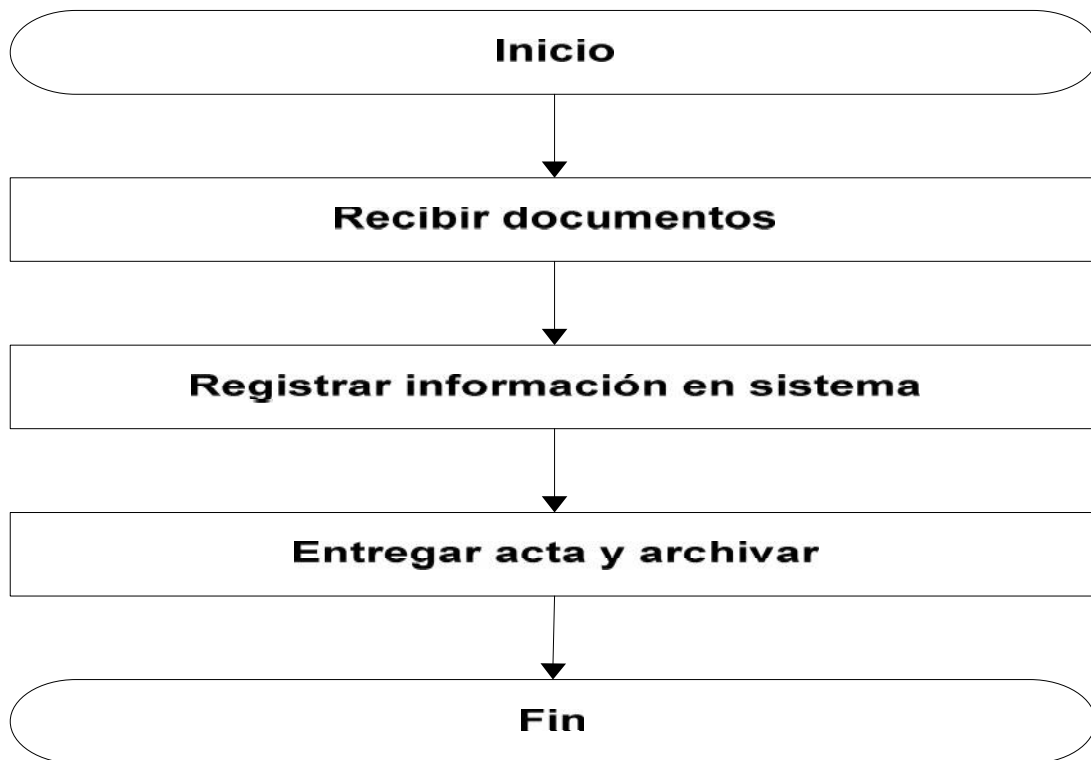 Inicio
Recibir documentos
Registrar información en sistema
Entregar acta y archivar
Fin